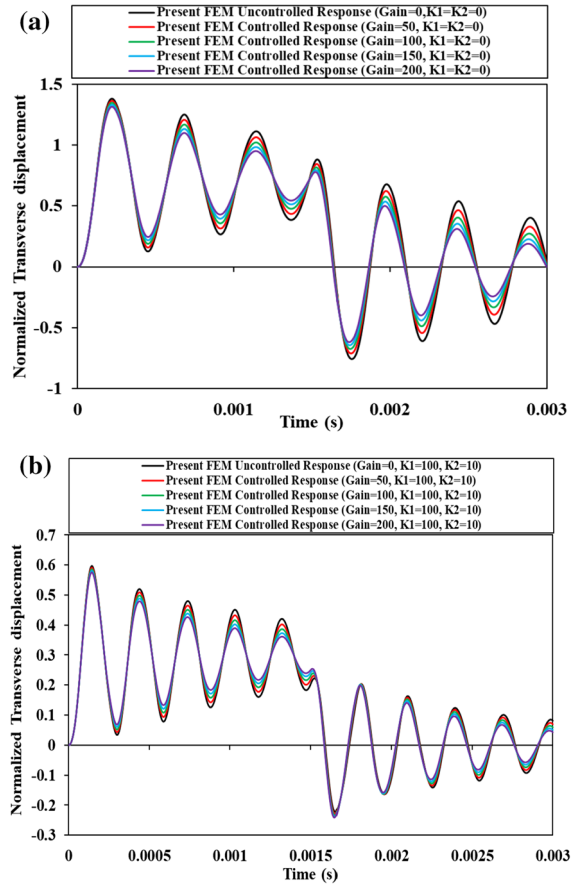 (a)
Present FEM Uncontrolled Response (Gain=0,K1=K2=0)
Present FEM Controlled Response (Gain=50, K1=K2=0)
Present FEM Controlled Response (Gain=100, K1=K2=0)
Present FEM Controlled Response (Gain=150, K1=K2=0)
Present FEM Controlled Response (Gain=200, K1=K2=0)
Normalized Transverse displacement
1.5
1
0.5
0
-0.5
-1
0
0.001
0.002
0.003
Time (s)
(b)
Present FEM Uncontrolled Response (Gain=0, K1=100, K2=10)
Present FEM Controlled Response (Gain=50, K1=100, K2=10)
Present FEM Controlled Response (Gain=100, K1=100, K2=10)
Present FEM Controlled Response (Gain=150, K1=100, K2=10)
Present FEM Controlled Response (Gain=200, K1=100, K2=10)
Normalized Transverse displacement
0.7
0.6
0.5
0.4
0.3
0.2
0.1
0
-0.1
-0.2
-0.3
0
0.0005
0.001
0.0015
0.002
0.0025
0.003
Time (s)